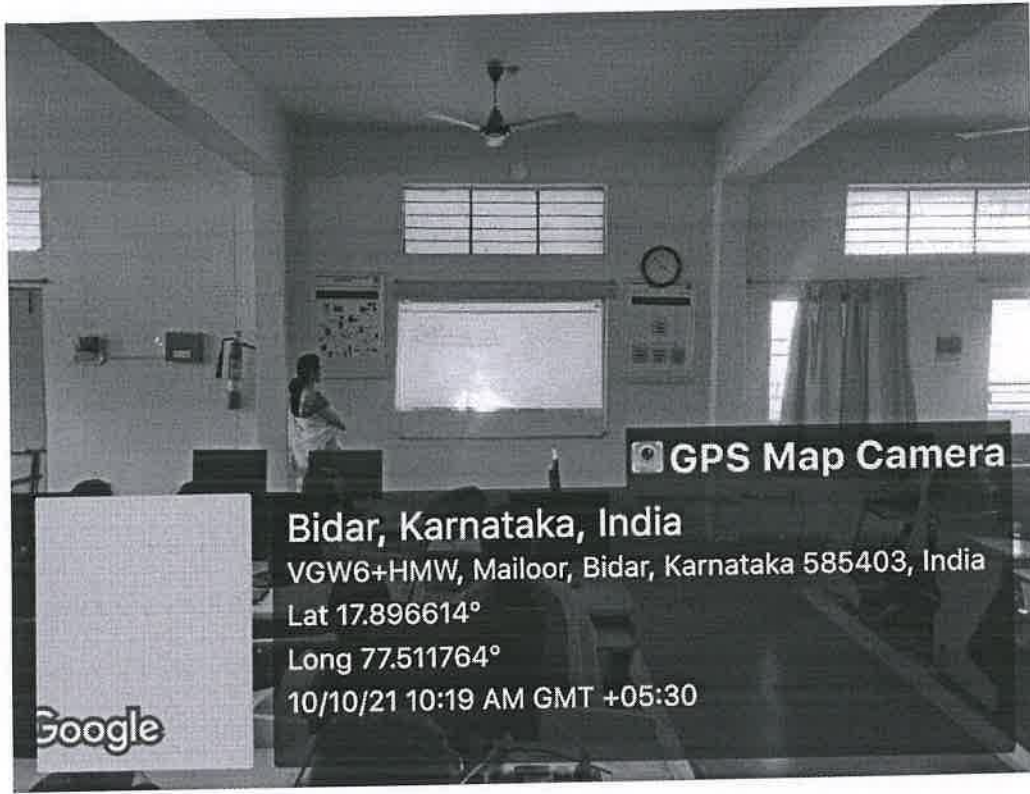 GPS Map Camera
Bidar, Karnataka, India
VGW6+HMW, Mailoor, Bidar, Karnataka 585403, India
Lat 17.896614°
Long 77.511764°
10/10/21 10:19 AM GMT +05:30
Google